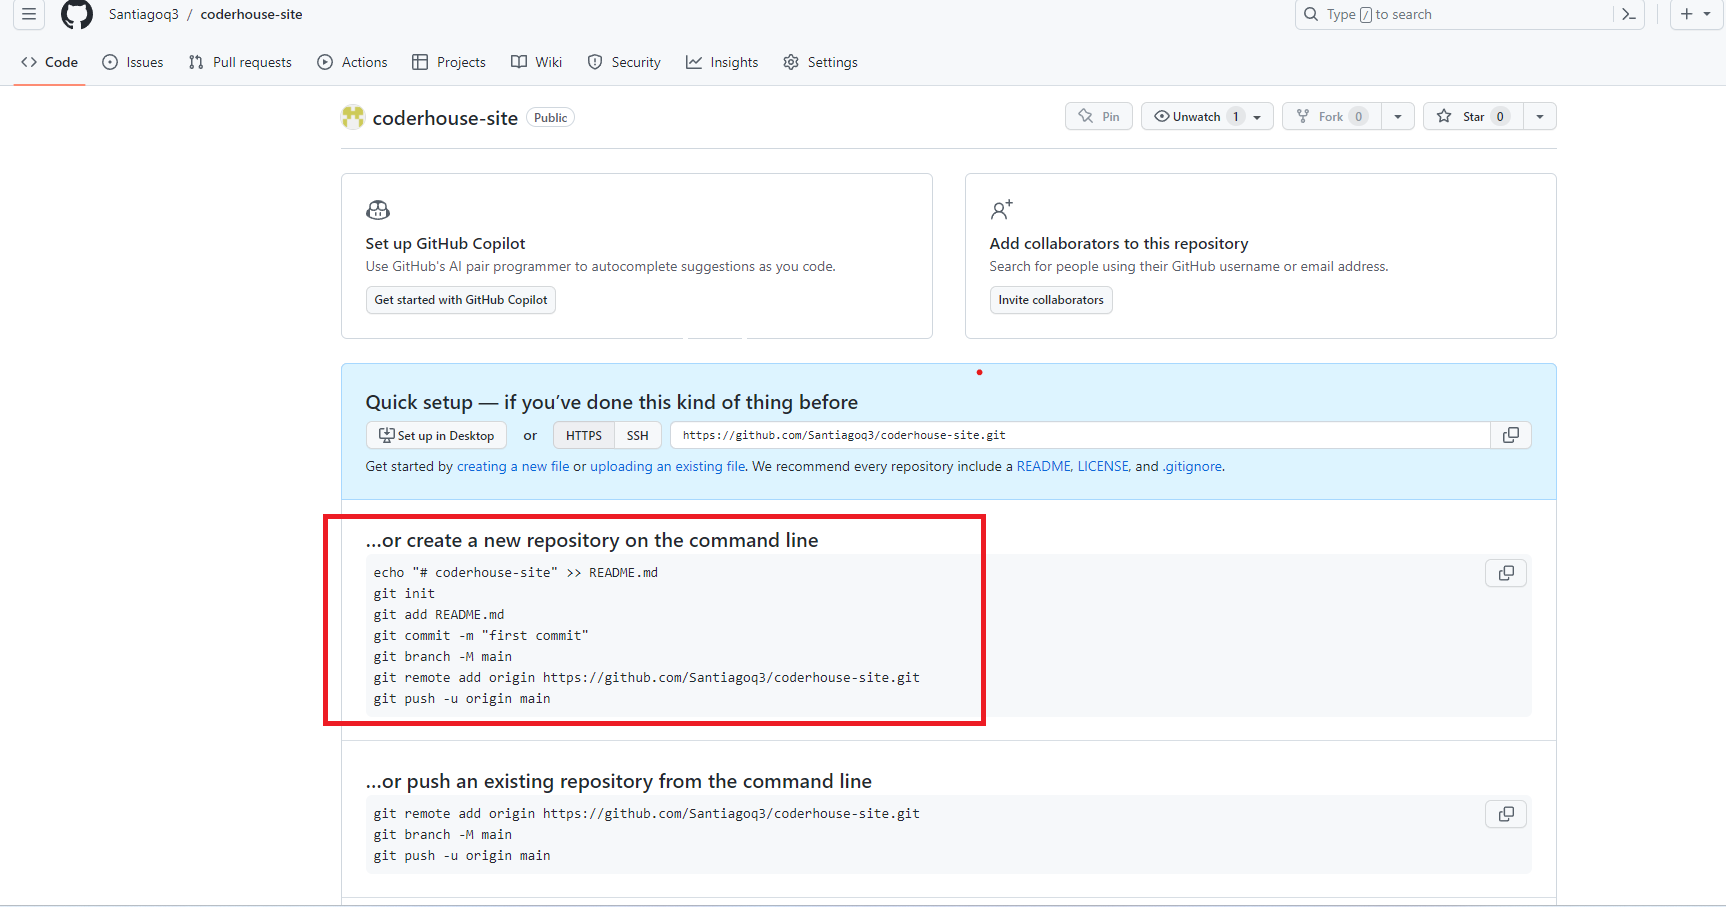 Santiagoq3 / coderhouse-site
Type / to search
Code Issues Pull requests Actions Projects Wiki Security Insights Settings
coderhouse-site Public
Pin Unwatch 1 Fork 0 Star 0
Set up GitHub Copilot
Use GitHub's AI pair programmer to autocomplete suggestions as you code.
Get started with GitHub Copilot
Add collaborators to this repository
Search for people using their GitHub username or email address.
Invite collaborators
Quick setup — if you’ve done this kind of thing before
Set up in Desktop or HTTPS SSH https://github.com/Santiagoq3/coderhouse-site.git
Get started by creating a new file or uploading an existing file. We recommend every repository include a README, LICENSE, and .gitignore.
…or create a new repository on the command line
echo "# coderhouse-site" >> README.md
git init
git add README.md
git commit -m "first commit"
git branch -M main
git remote add origin https://github.com/Santiagoq3/coderhouse-site.git
git push -u origin main
…or push an existing repository from the command line
git remote add origin https://github.com/Santiagoq3/coderhouse-site.git
git branch -M main
git push -u origin main